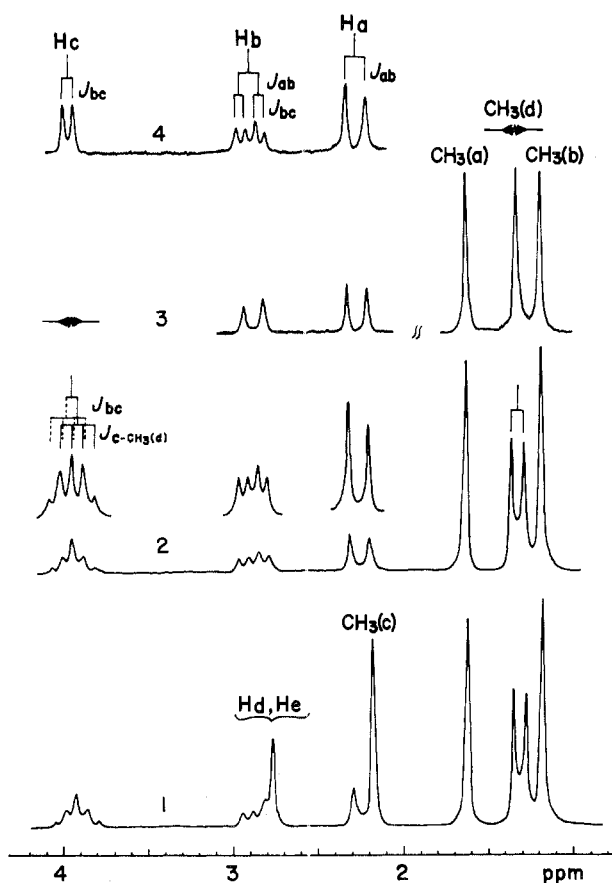 Hc Hb Ha
Jbc Jab Jab
Jbc
4
CH₃(d)
CH₃(a) CH₃(b)
3
Jbc
Jc-CH₃(d)
2
CH₃(c)
Hd, He
1
4 3 2 ppm